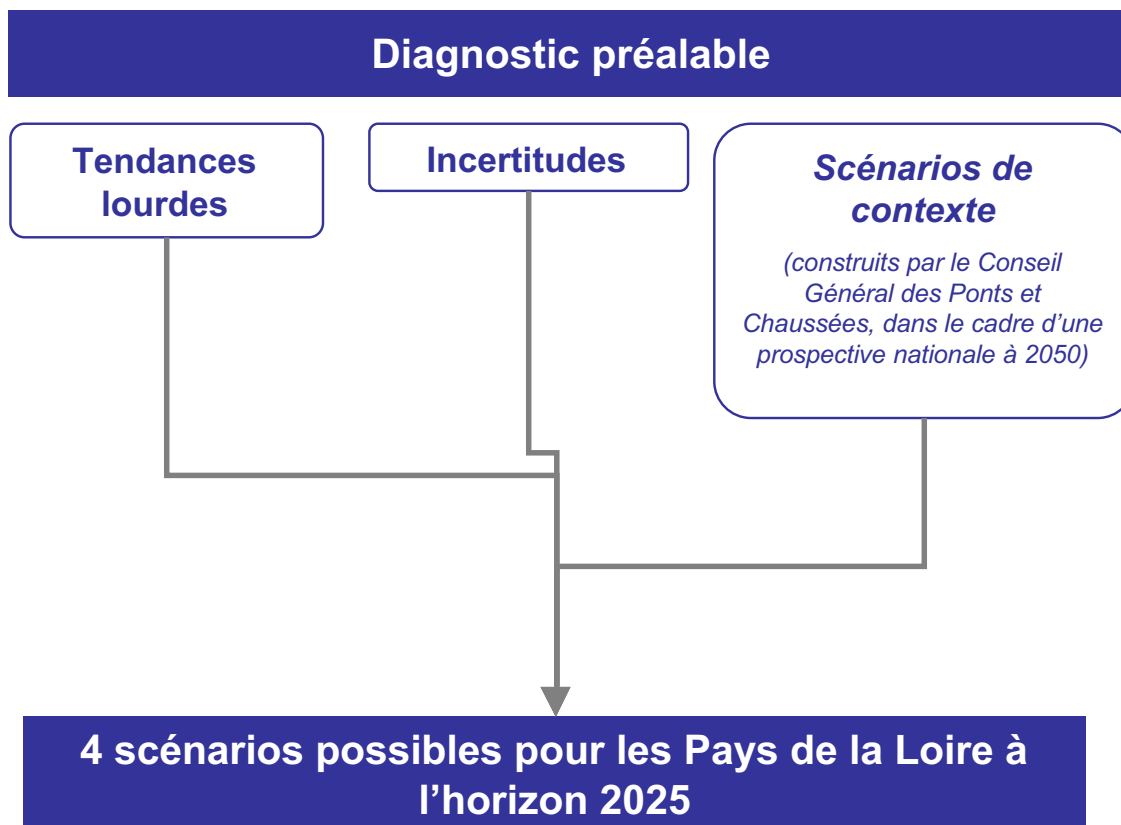 Diagnostic préalable
Tendances
lourdes
Incertitudes
Scénarios de
contexte
(construits par le Conseil
Général des Ponts et
Chaussées, dans le cadre d’une
prospective nationale à 2050)
4 scénarios possibles pour les Pays de la Loire à
l’horizon 2025